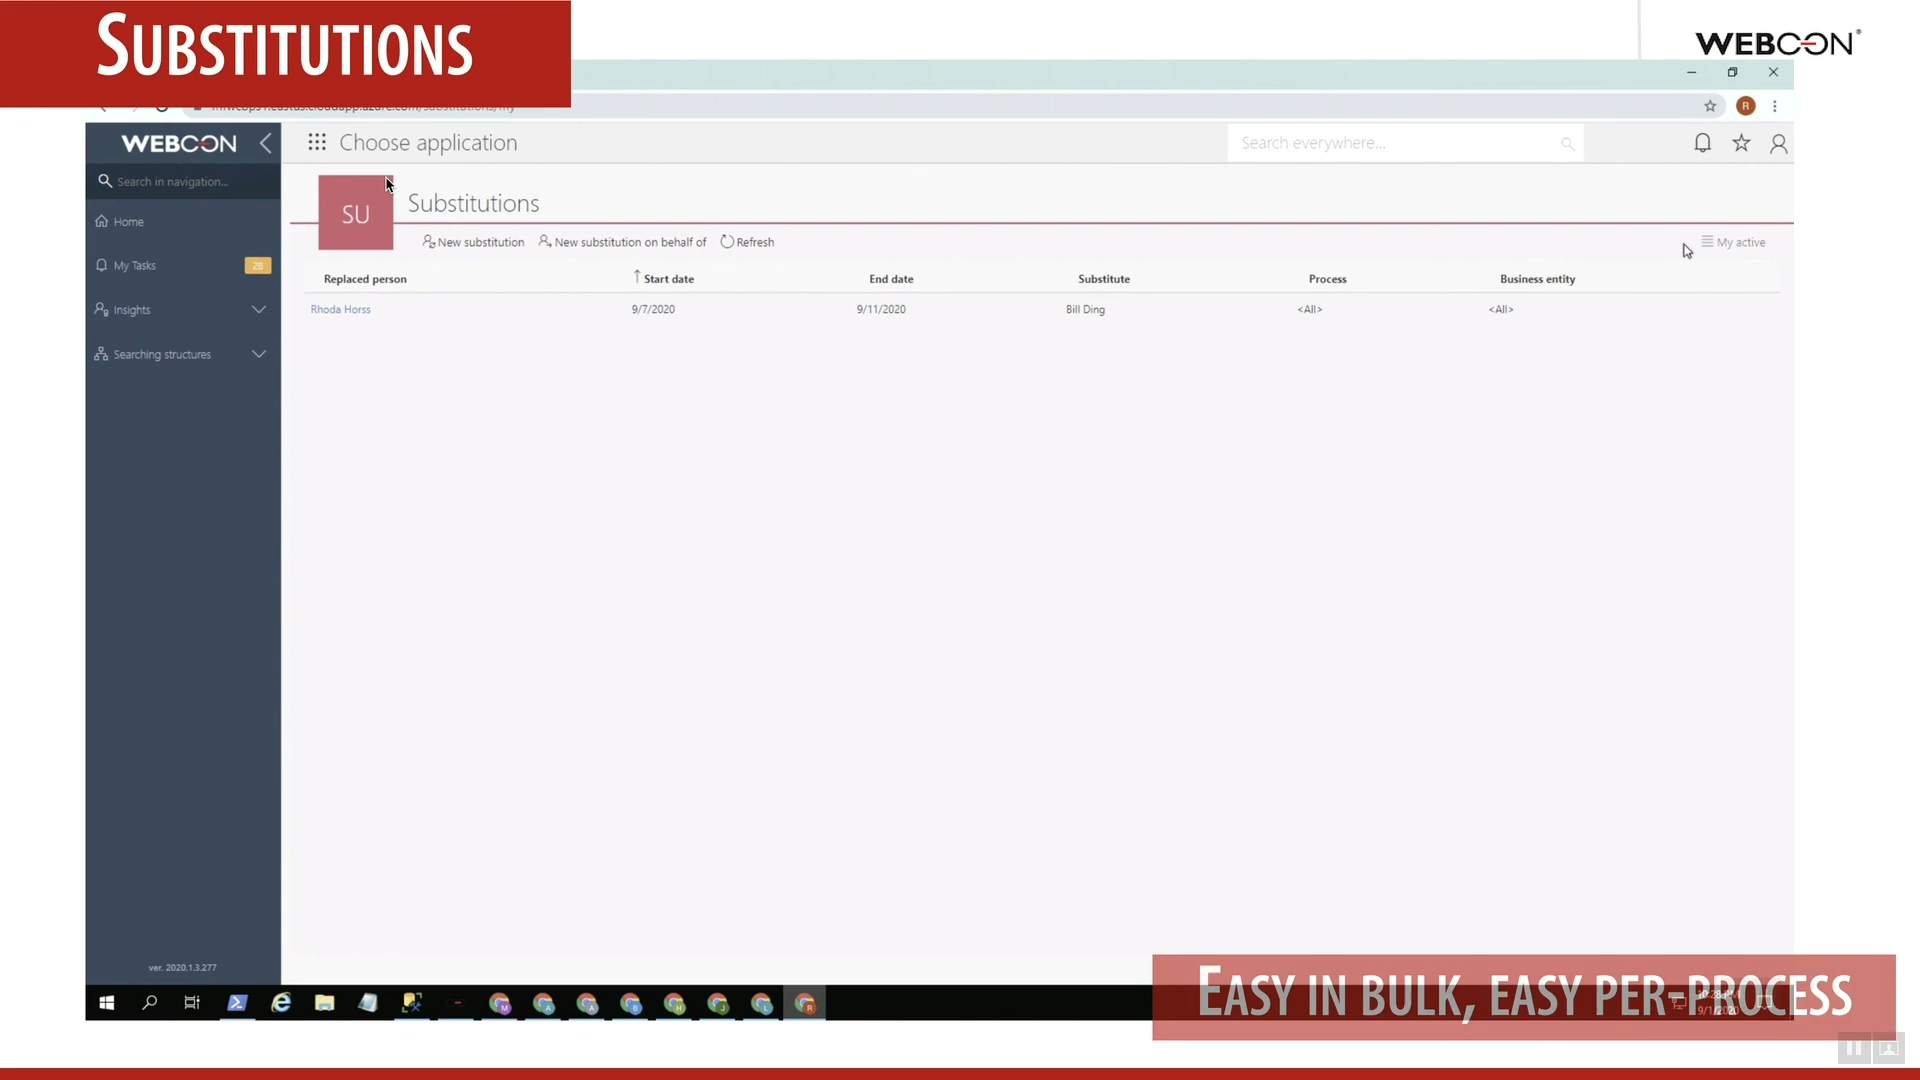 SUBSTITUTIONS
WEBCON
R
WEBCON
Choose application
Search everywhere...
Search in navigation...
SU
Substitutions
Home
New substitution
New substitution on behalf of
Refresh
My active
My Tasks
28
Replaced person
Start date
End date
Substitute
Process
Business entity
Insights
Rhoda Horss
9/7/2020
9/11/2020
Bill Ding
<All>
<All>
Searching structures
ver. 2020.1.3.277
EASY IN BULK, EASY PER-PROCESS